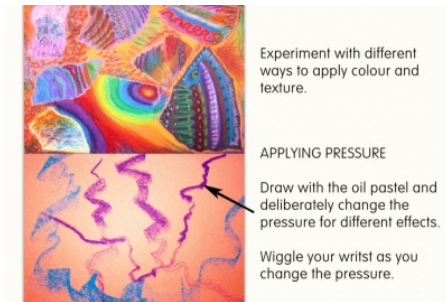 Experiment with different
ways to apply colour and
texture.
APPLYING PRESSURE
Draw with the oil pastel and
deliberately change the
pressure for different effects.
Wiggle your writst as you
change the pressure.